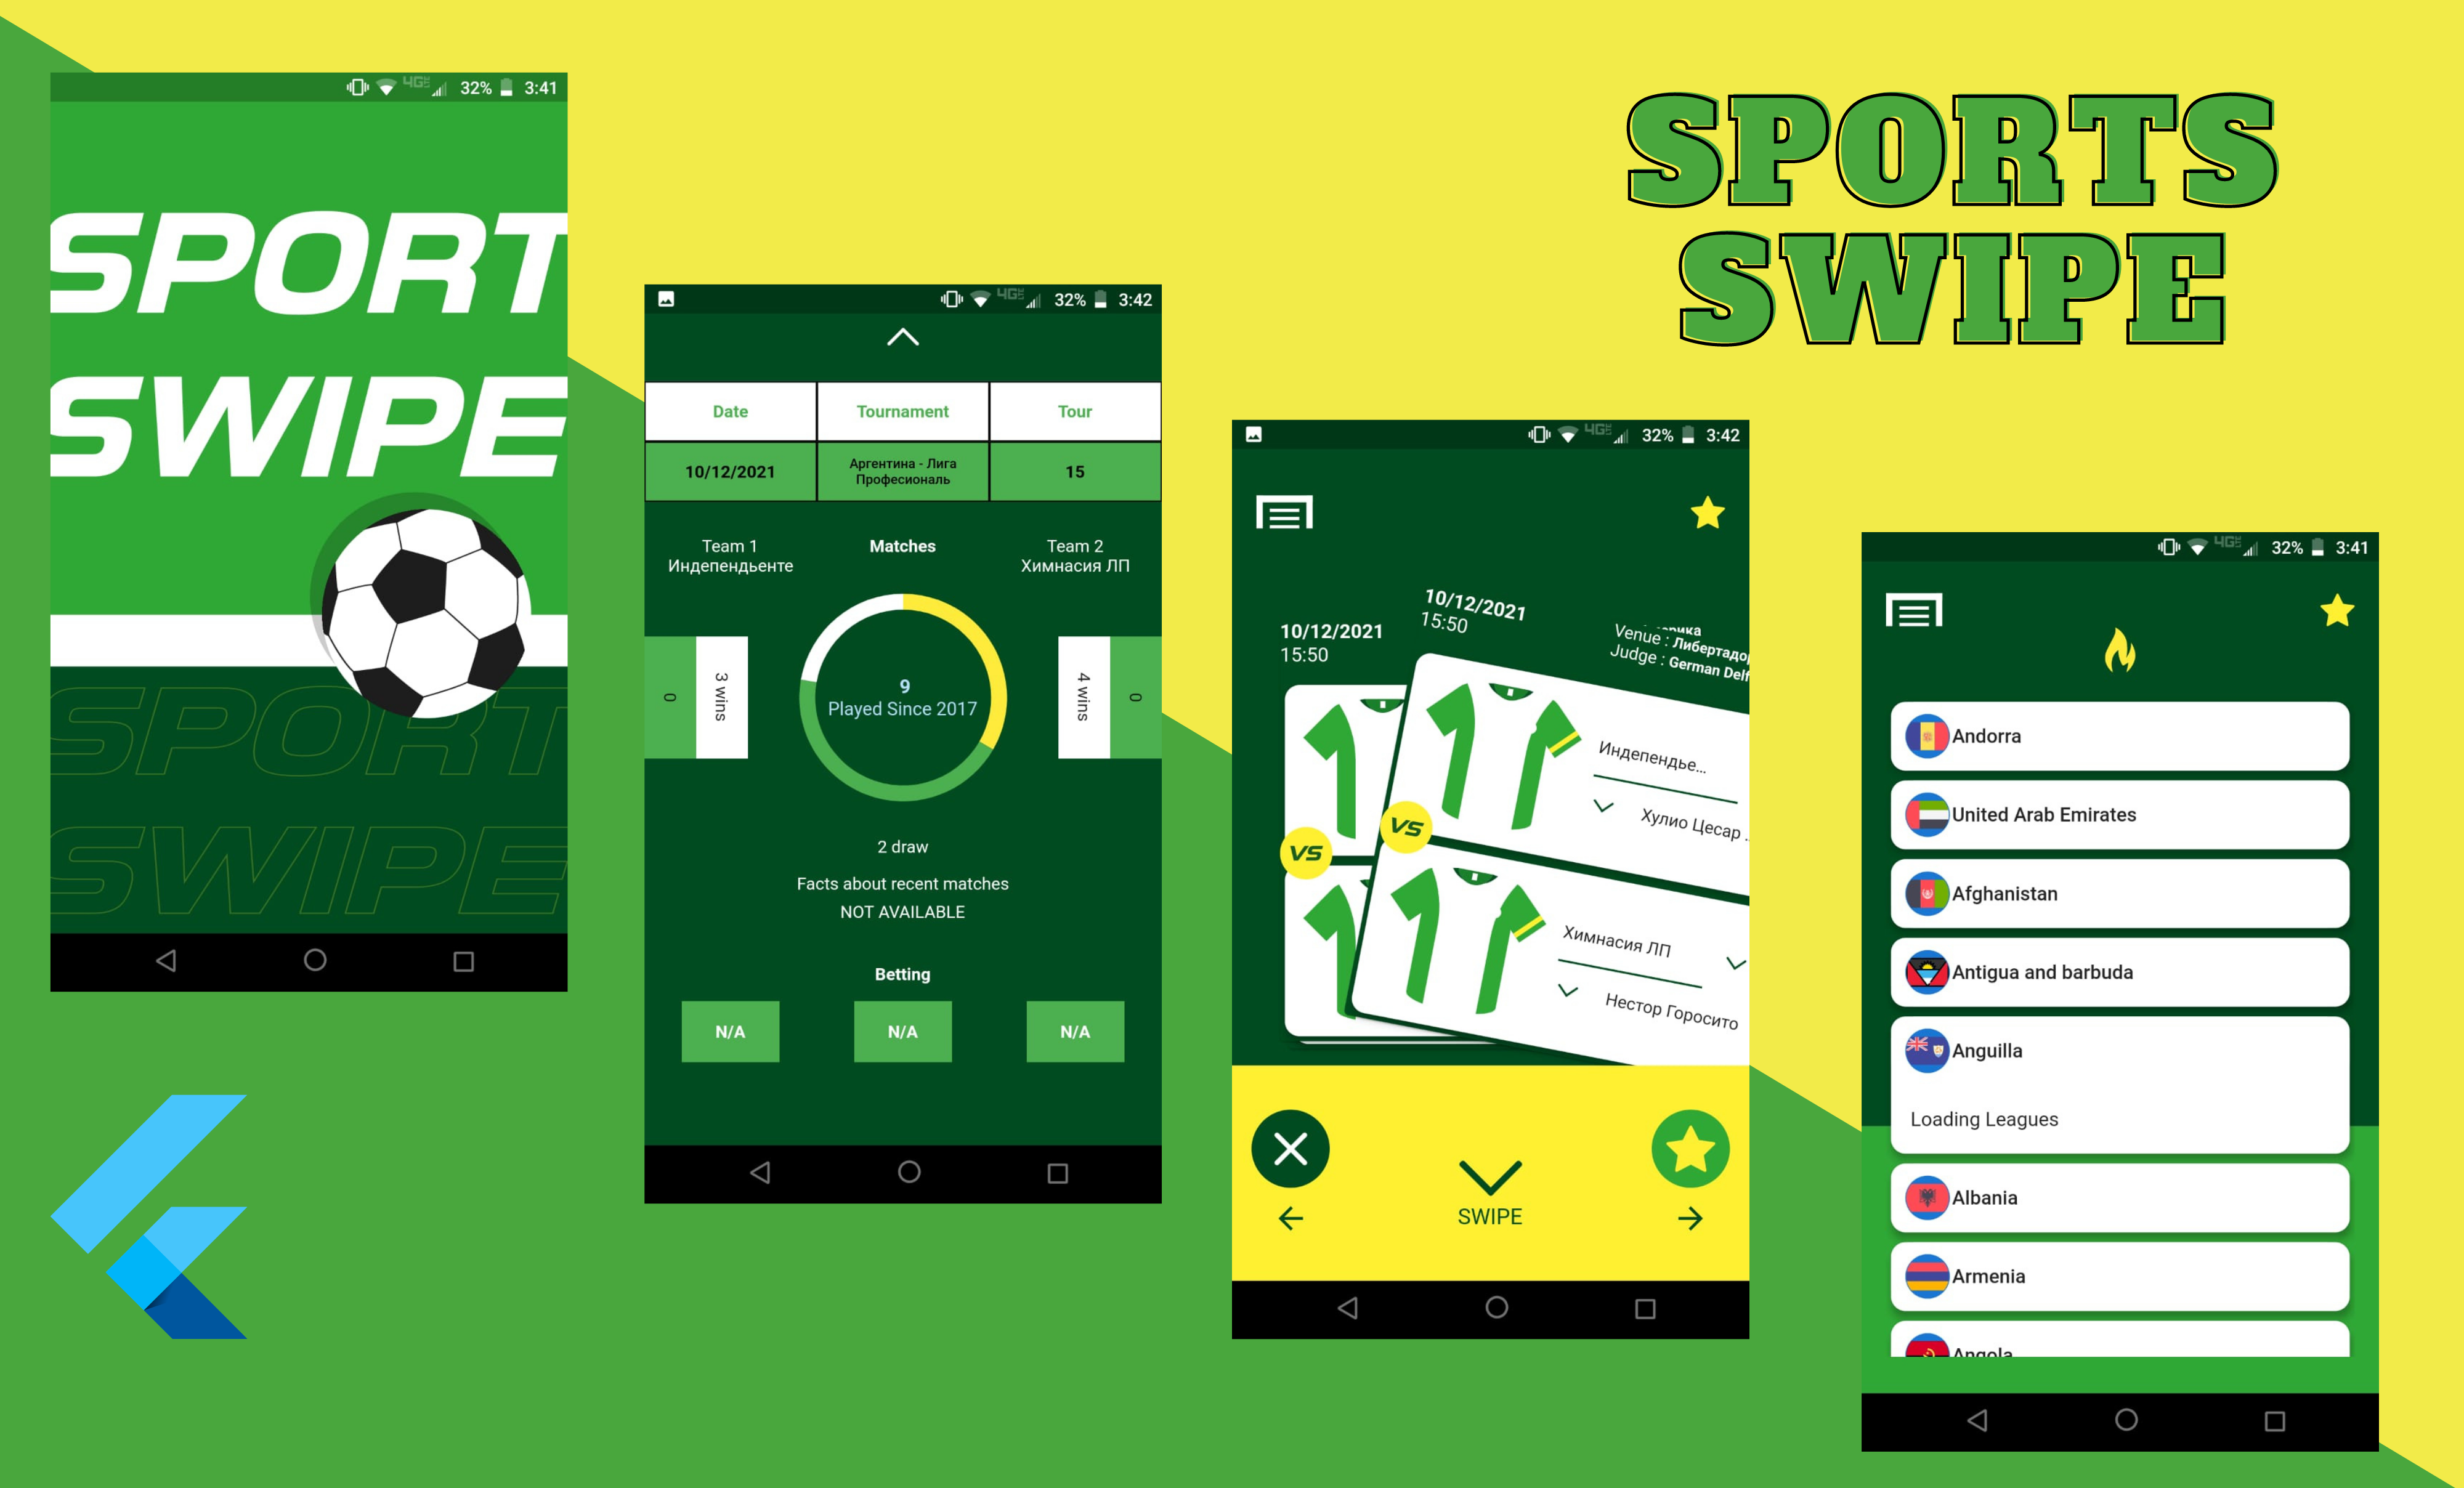 SPORTS
SWIPE
32% 3:41
SPORT
SWIPE
SPORT
SWIPE
32% 3:42
Date Tournament Tour
10/12/2021 Аргентина - Лига Професиональ 15
Team 1 Matches Team 2
Индепендьенте Химнасия ЛП
0 3 wins
9
Played Since 2017
4 wins 0
2 draw
Facts about recent matches
NOT AVAILABLE
Betting
N/A N/A N/A
32% 3:42
10/12/2021
15:50
10/12/2021
15:50
Venue :
Judge : German
Индепендье...
Хулио Цесар
VS
VS
Химнасия ЛП
Нестор Горосито
SWIPE
4G LTE 32% 3:41
Andorra
United Arab Emirates
Afghanistan
Antigua and barbuda
Anguilla
Loading Leagues
Albania
Armenia
Angola